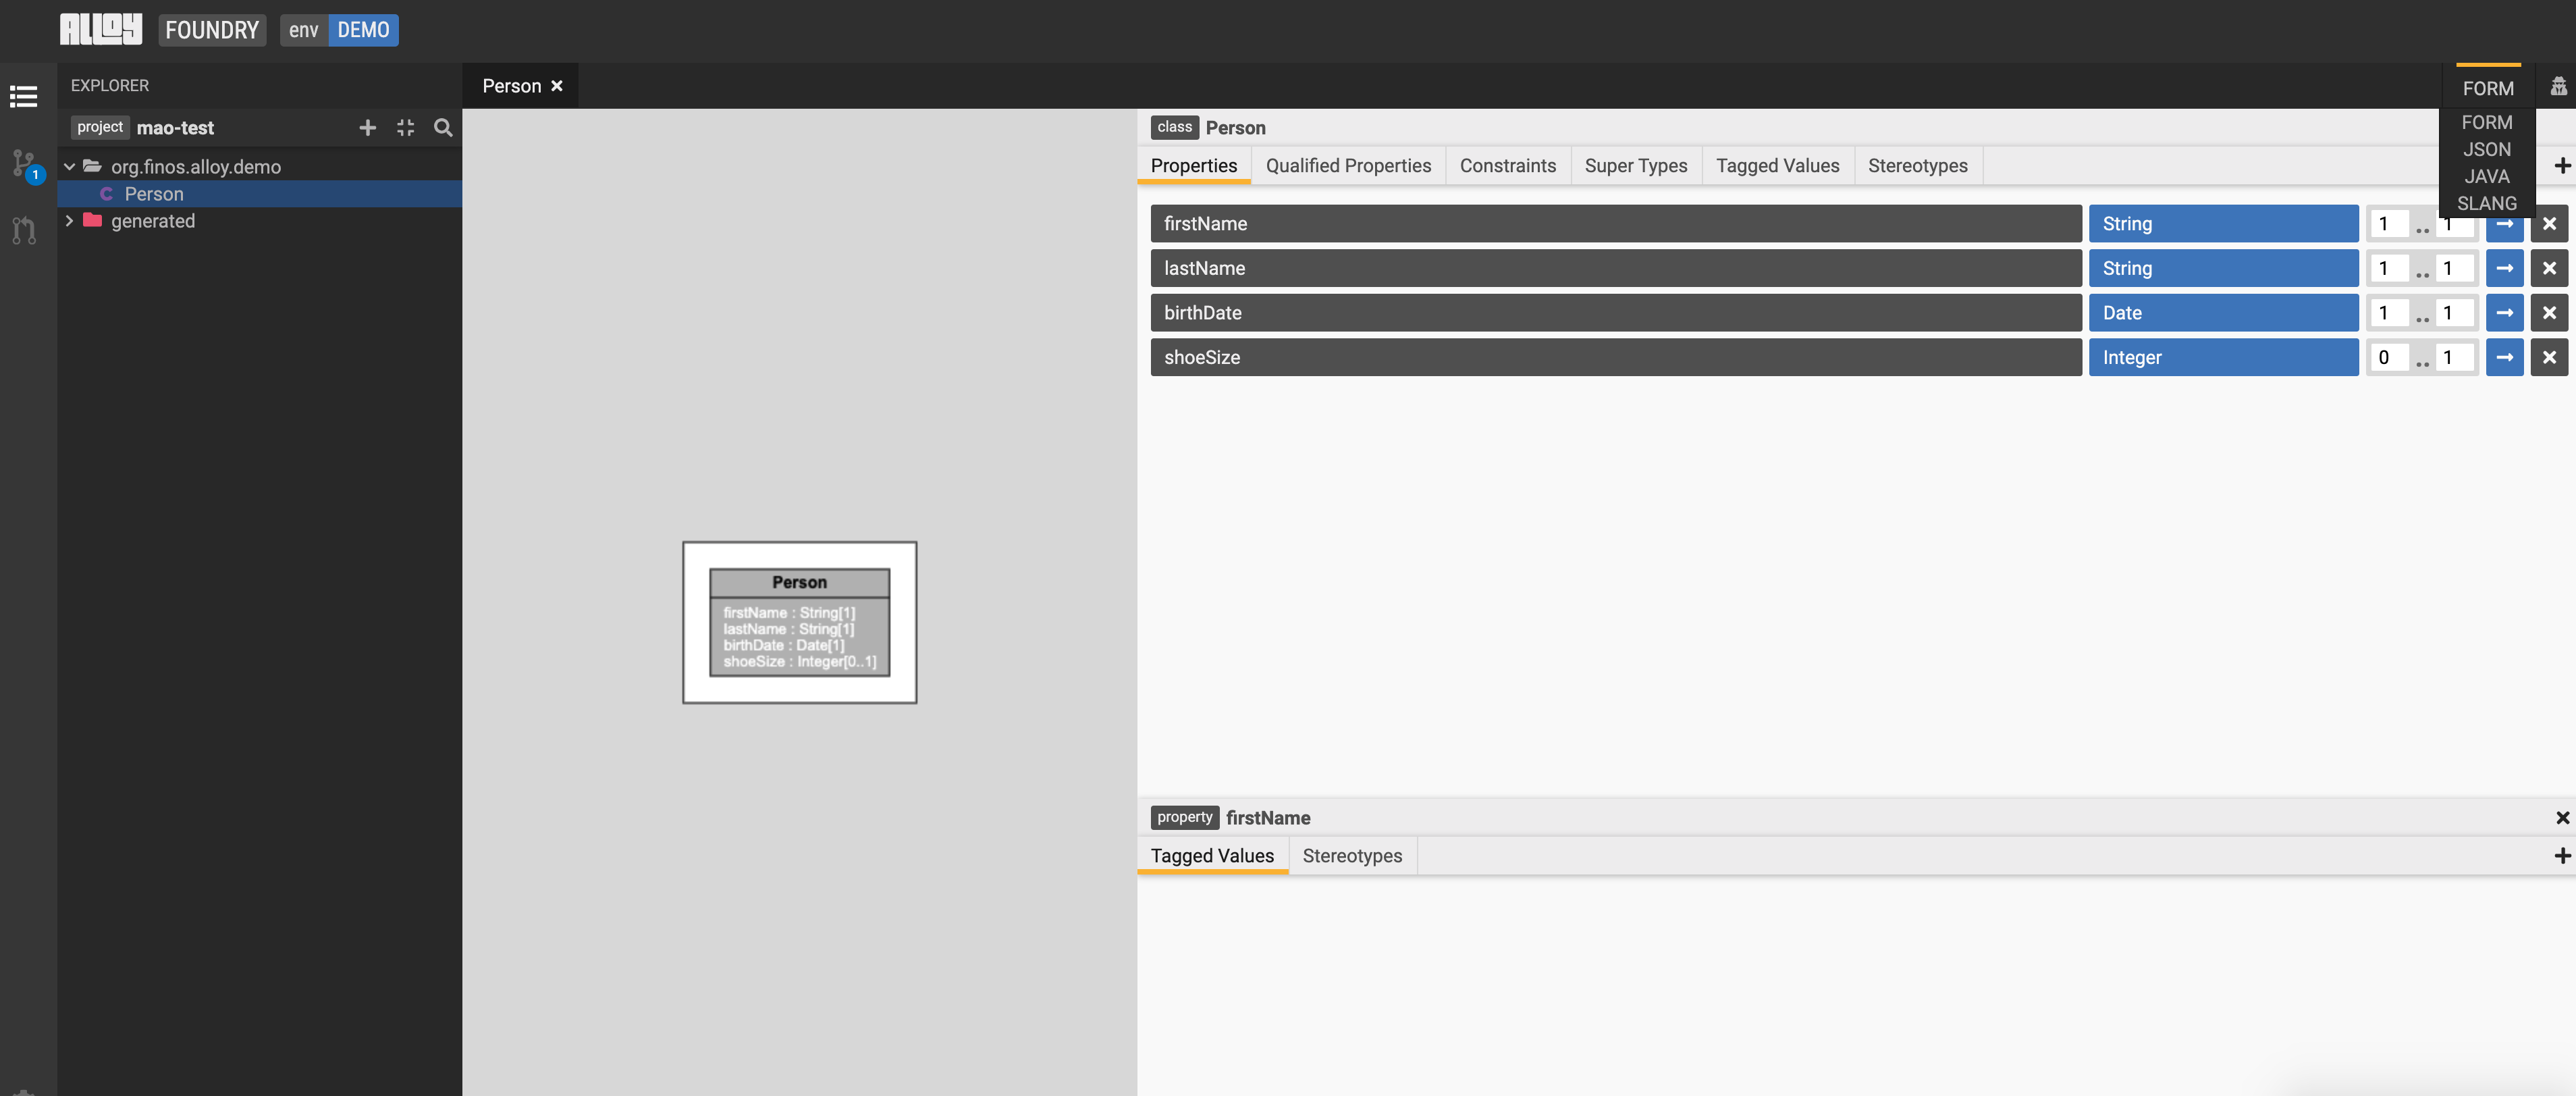 ALLOY FOUNDRY env DEMO
EXPLORER
project mao-test
org.finos.alloy.demo
C Person
generated
1
Person
Person
firstName : String[1]
lastName : String[1]
birthDate : Date[1]
shoeSize : Integer[0..1]
FORM
FORM
JSON
JAVA
SLANG
class Person
Properties Qualified Properties Constraints Super Types Tagged Values Stereotypes
firstName String 1 .. 1
lastName String 1 .. 1
birthDate Date 1 .. 1
shoeSize Integer 0 .. 1
property firstName
Tagged Values Stereotypes